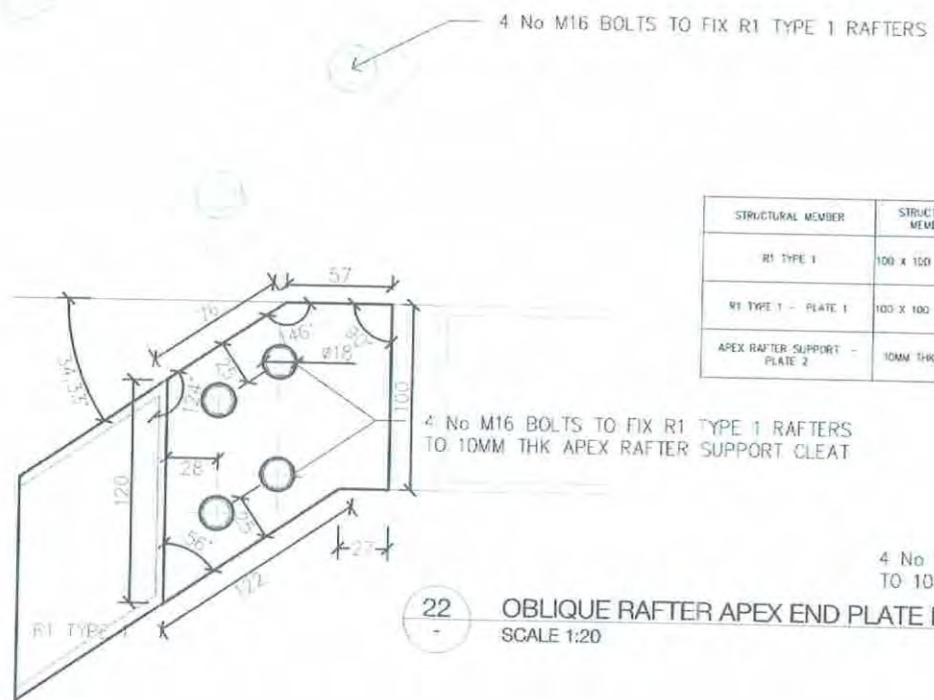 4 No M16 BOLTS TO FIX R1 TYPE 1 RAFTERS
STRUCTURAL MEMBER
R1 TYPE 1
100 X 100
R1 TYPE 1 - PLATE 1
100 X 100
APEX RAFTER SUPPORT -
PLATE 2
10MM THK
57
76
34.33°
146°
90°
Ø18
25
124°
100
4 No M16 BOLTS TO FIX R1 TYPE 1 RAFTERS
TO 10MM THK APEX RAFTER SUPPORT CLEAT
28
120
25
56°
122
27
R1 TYPE 1
4 No
TO 10
22
-
OBLIQUE RAFTER APEX END PLATE
SCALE 1:20